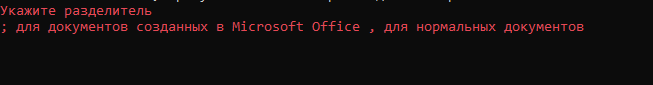 Укажите разделитель
; для документов созданных в Microsoft Office , для нормальных документов